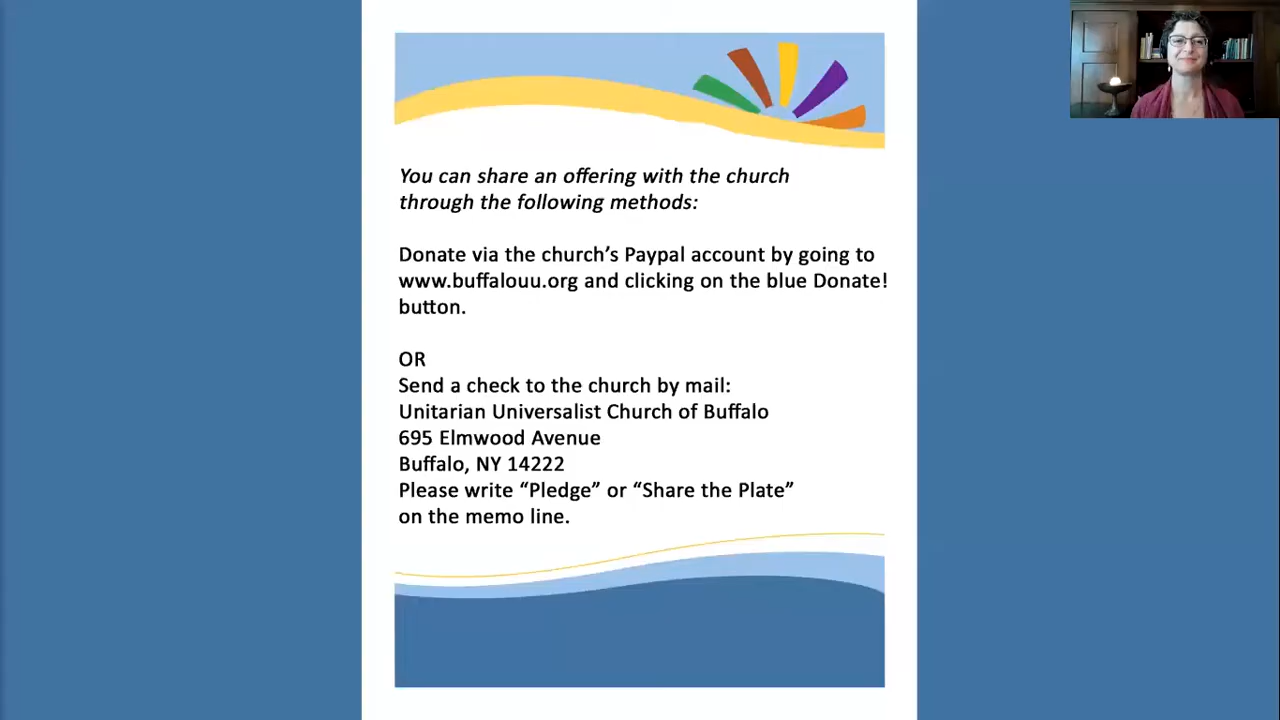 You can share an offering with the church
through the following methods:
Donate via the church’s Paypal account by going to
www.buffalouu.org and clicking on the blue Donate!
button.
OR
Send a check to the church by mail:
Unitarian Universalist Church of Buffalo
695 Elmwood Avenue
Buffalo, NY 14222
Please write “Pledge” or “Share the Plate”
on the memo line.